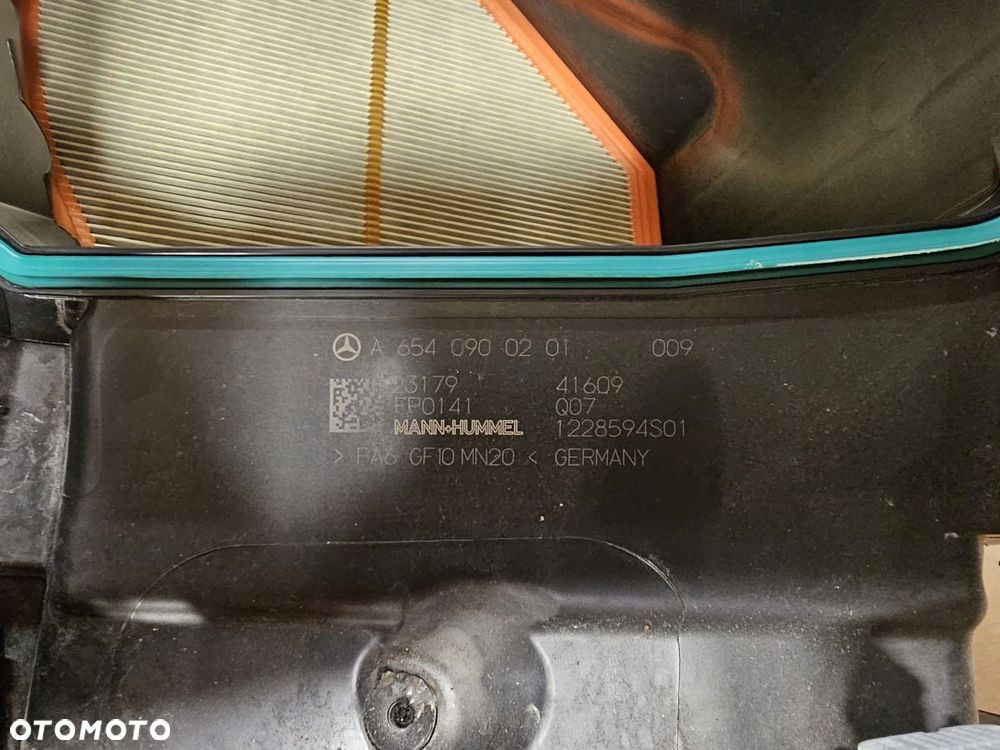 A 654 090 02 01 009
23179 41609
FP0141 Q07
MANN+HUMMEL 1228594S01
> PA6 GF10 MN20 < GERMANY
OTOMOTO